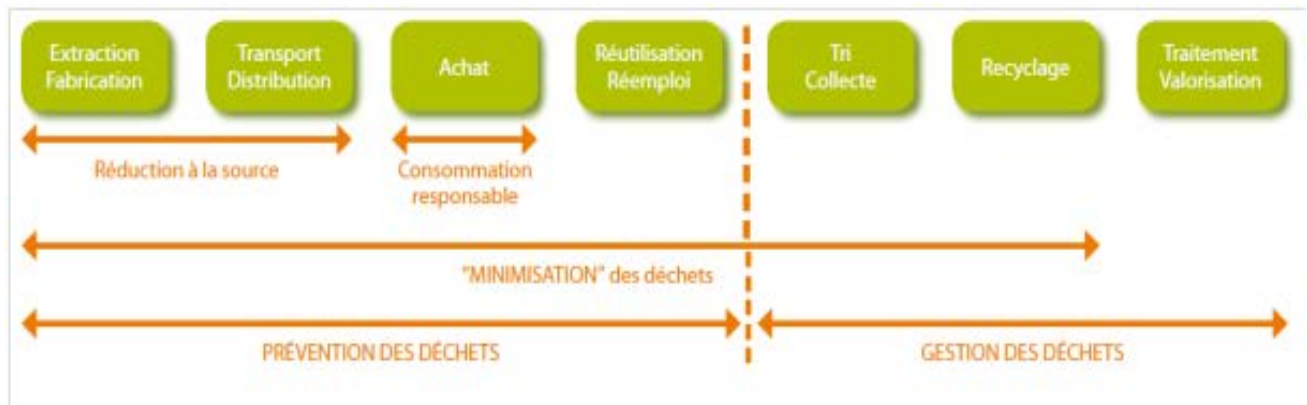 Extraction
Fabrication
Transport
Distribution
Achat
Réutilisation
Réemploi
Tri
Collecte
Recyclage
Traitement
Valorisation
Réduction à la source
Consommation
responsable
"MINIMISATION" des déchets
PRÉVENTION DES DÉCHETS
GESTION DES DÉCHETS